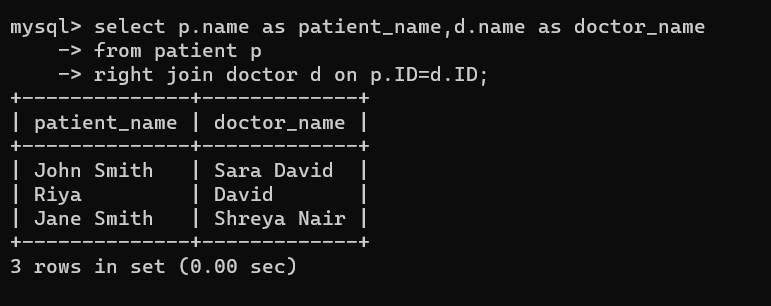 mysql> select p.name as patient_name,d.name as doctor_name
    -> from patient p
    -> right join doctor d on p.ID=d.ID;
+--------------+-------------+
| patient_name | doctor_name |
+--------------+-------------+
| John Smith   | Sara David  |
| Riya         | David       |
| Jane Smith   | Shreya Nair |
+--------------+-------------+
3 rows in set (0.00 sec)